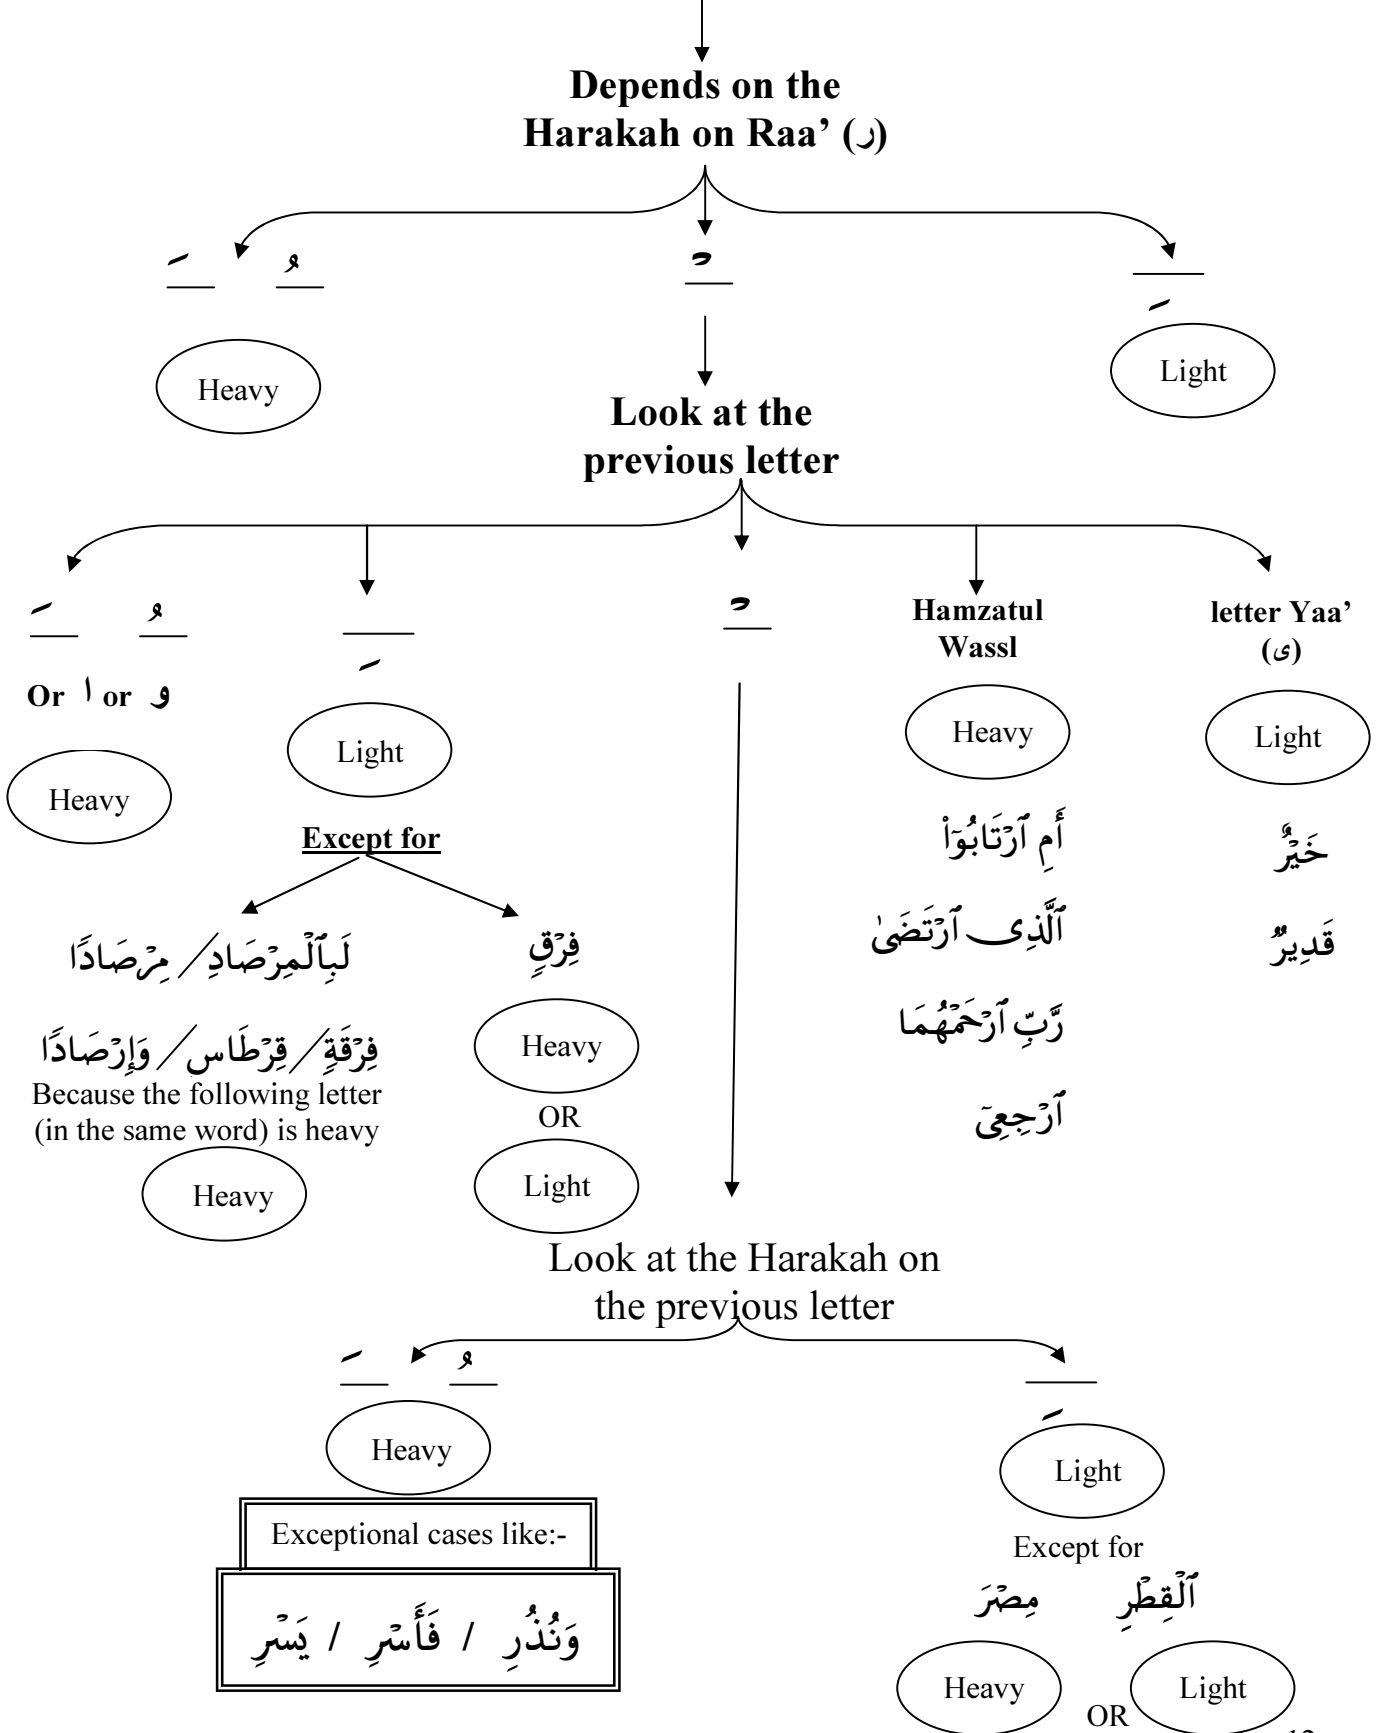 Depends on the
Harakah on Raa’ (ر)
Heavy
Light
Look at the
previous letter
Or ا or و
Heavy
Light
Except for
لَبِٱلۡمِرۡصَادِ / مِرۡصَادٗا
فِرۡقَةٖ / قِرۡطَاس / وَإِرۡصَادٗا
Because the following letter
(in the same word) is heavy
Heavy
فِرۡقٖ
Heavy
OR
Light
Hamzatul
Wassl
Heavy
أَمِ ٱرۡتَابُوٓاْ
ٱلَّذِى ٱرۡتَضَىٰ
رَّبِّ ٱرۡحَمۡهُمَا
ٱرۡجِعِىٓ
letter Yaa’
(ى)
Light
خَيۡرٞ
قَدِيرٞ
Look at the Harakah on
the previous letter
Heavy
Exceptional cases like:-
وَنُذُرِ / فَأَسۡرِ / يَسۡرِ
Light
Except for
ٱلۡقِطۡرِ مِصۡرَ
Heavy OR Light